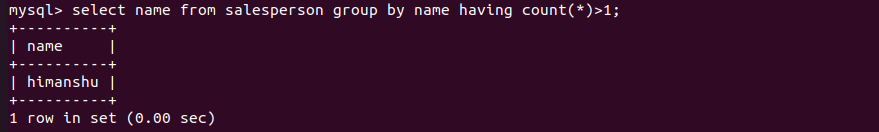 mysql> select name from salesperson group by name having count(*)>1;
+----------+
| name     |
+----------+
| himanshu |
+----------+
1 row in set (0.00 sec)